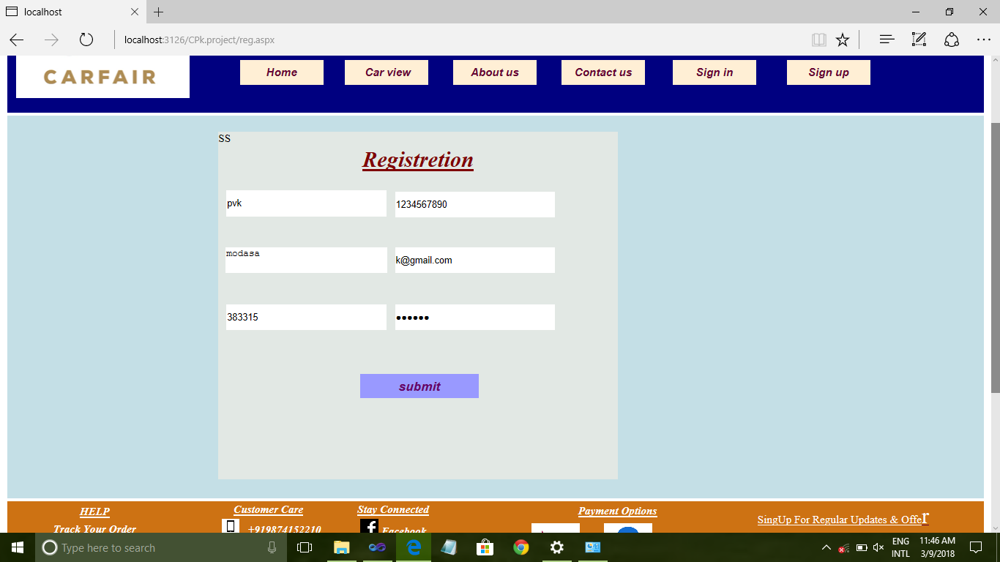 localhost
localhost:3126/CPk.project/reg.aspx
CARFAIR
Home Car view About us Contact us Sign in Sign up
SS
Registretion
pvk 1234567890
modasa k@gmail.com
383315 ••••••
submit
HELP Customer Care Stay Connected Payment Options SingUp For Regular Updates & Offer
Track Your Order +919874152210 Facebook
Type here to search
ENG 11:46 AM
INTL 3/9/2018